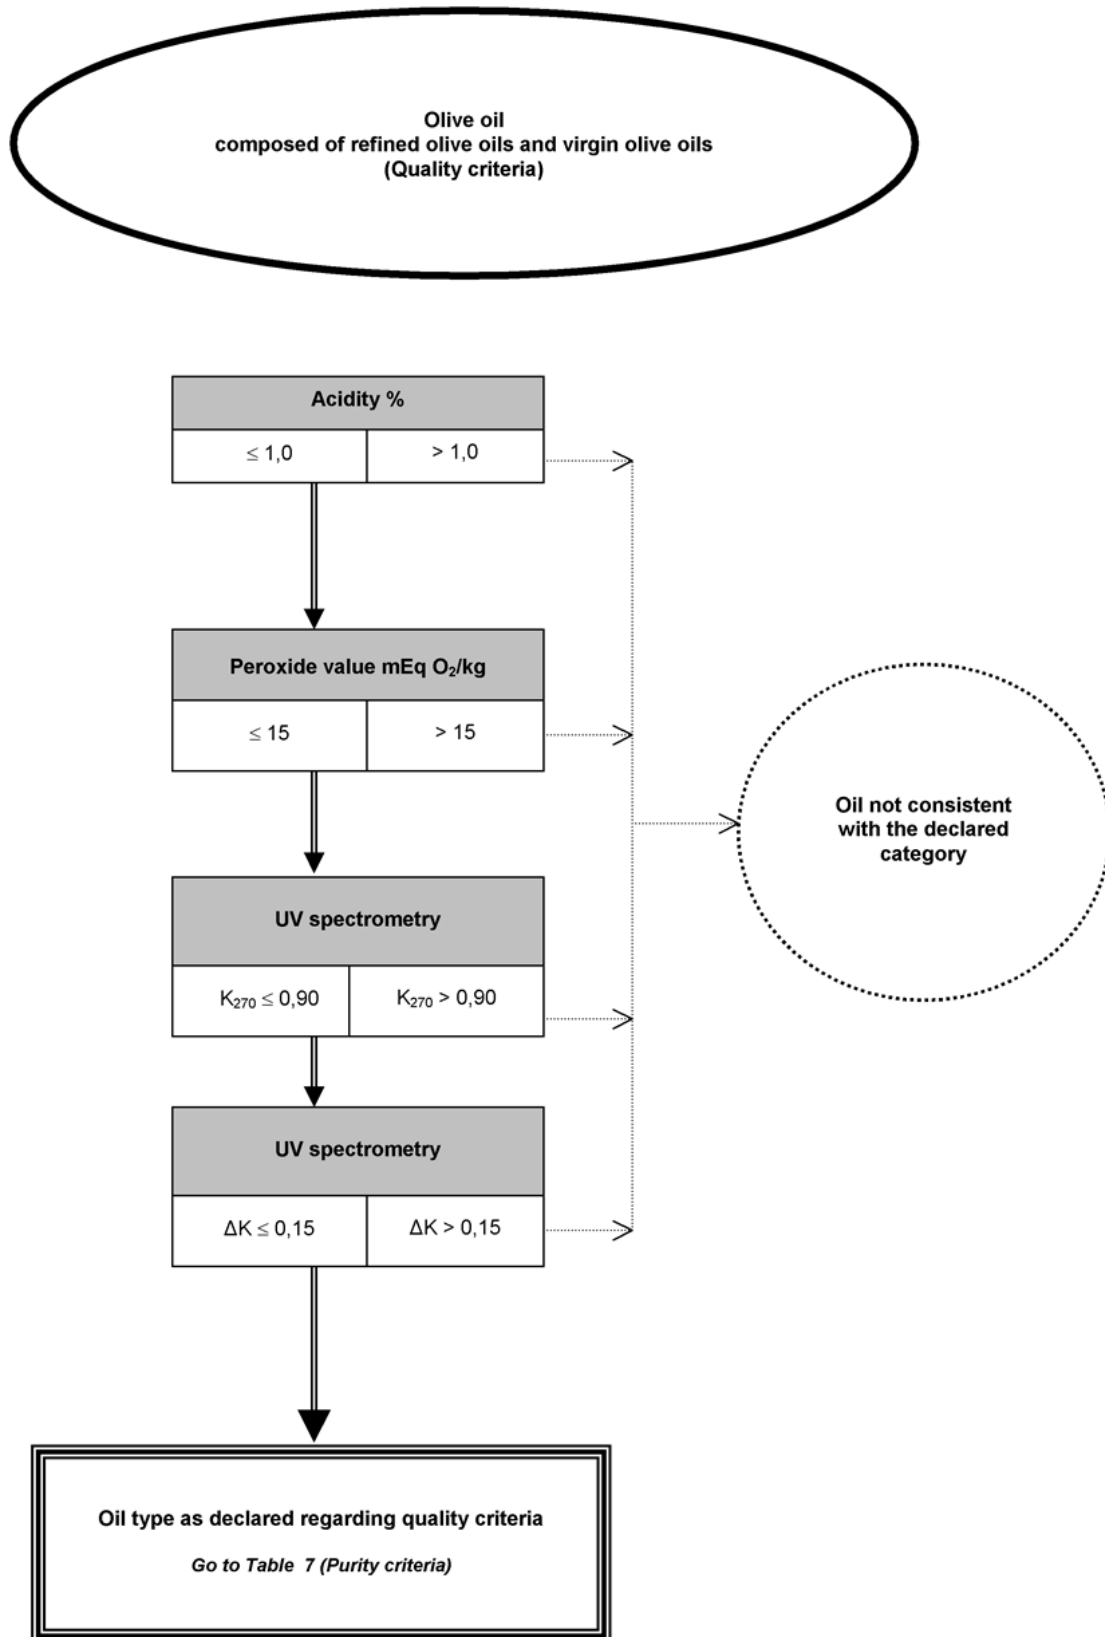 Olive oil
composed of refined olive oils and virgin olive oils
(Quality criteria)
Acidity %
≤ 1,0
> 1,0
Peroxide value mEq O₂/kg
≤ 15
> 15
Oil not consistent
with the declared
category
UV spectrometry
K₂₇₀ ≤ 0,90
K₂₇₀ > 0,90
UV spectrometry
ΔK ≤ 0,15
ΔK > 0,15
Oil type as declared regarding quality criteria
Go to Table 7 (Purity criteria)